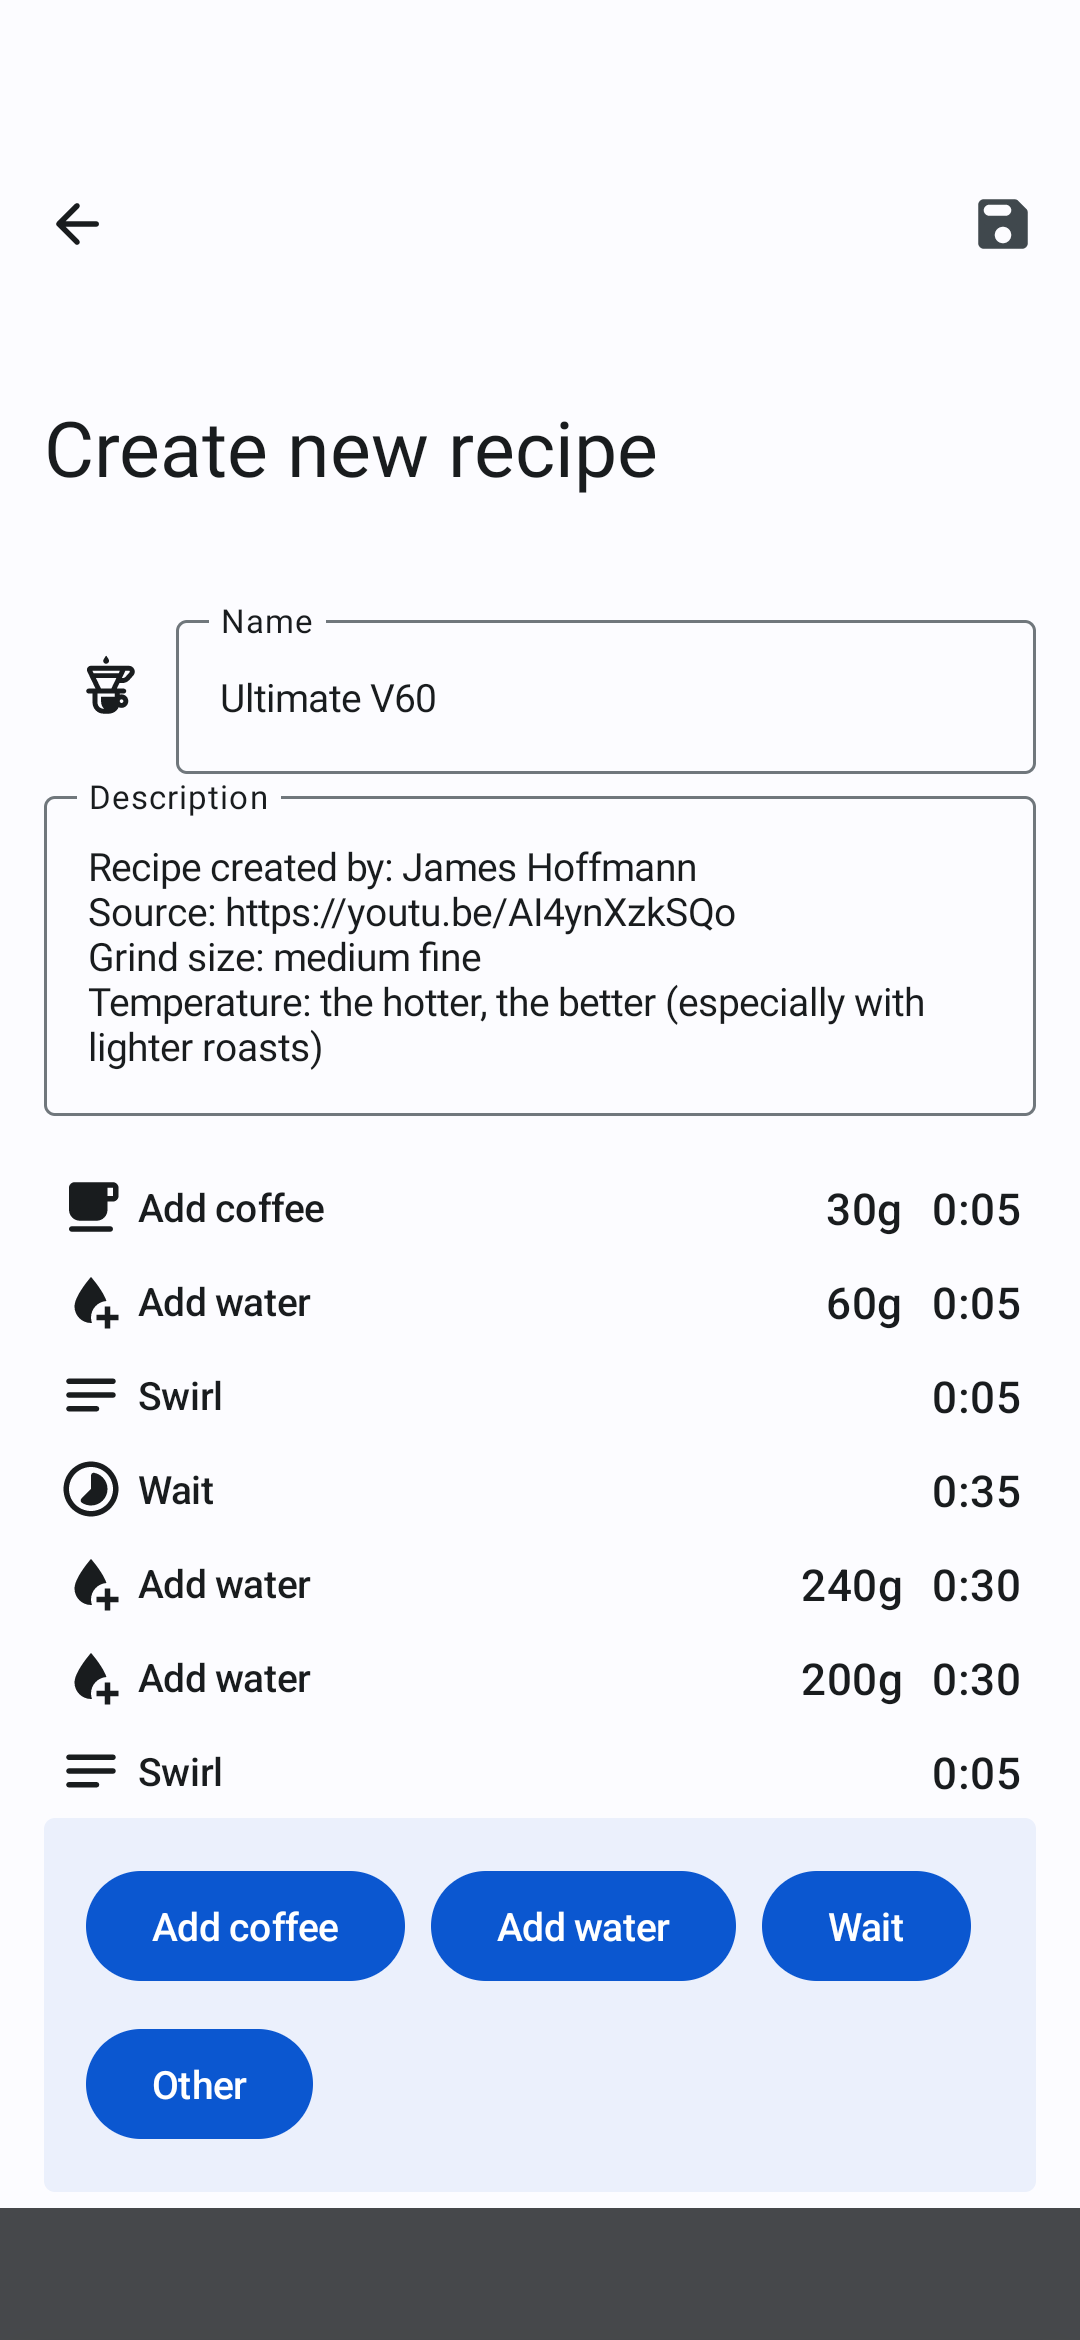 Create new recipe
Name
Ultimate V60
Description
Recipe created by: James Hoffmann
Source: https://youtu.be/AI4ynXzkSQo
Grind size: medium fine
Temperature: the hotter, the better (especially with
lighter roasts)
Add coffee 30g 0:05
Add water 60g 0:05
Swirl 0:05
Wait 0:35
Add water 240g 0:30
Add water 200g 0:30
Swirl 0:05
Add coffee Add water Wait
Other